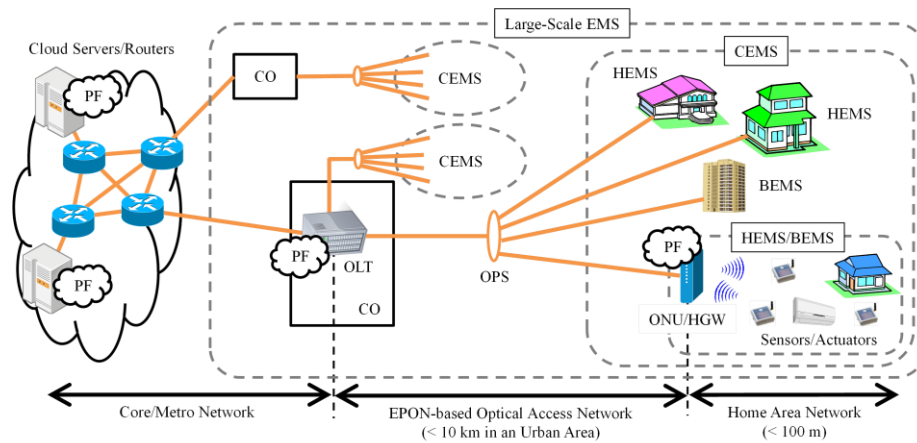 Large-Scale EMS
Cloud Servers/Routers
PF
CO
CEMS
CEMS
HEMS
HEMS
CEMS
BEMS
PF
OLT
CO
OPS
PF
HEMS/BEMS
PF
ONU/HGW
Sensors/Actuators
Core/Metro Network
EPON-based Optical Access Network
(< 10 km in an Urban Area)
Home Area Network
(< 100 m)